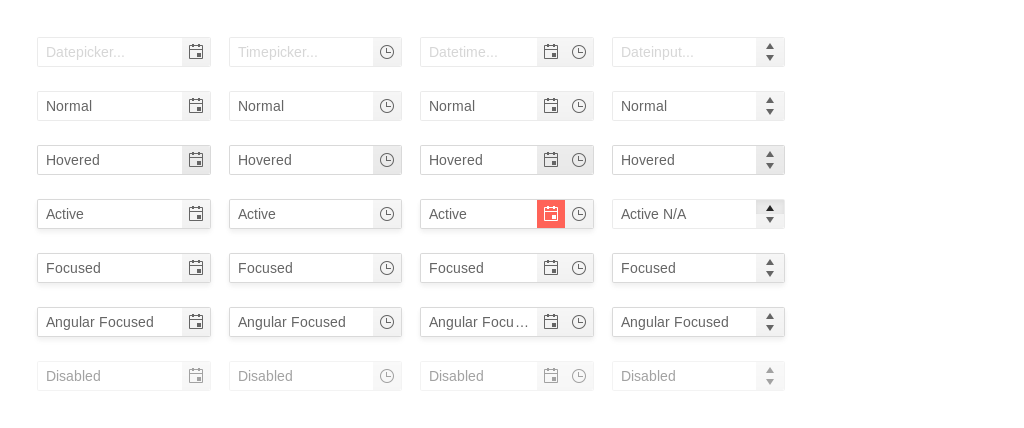 Datepicker... Timepicker... Datetime... Dateinput...
Normal Normal Normal Normal
Hovered Hovered Hovered Hovered
Active Active Active Active N/A
Focused Focused Focused Focused
Angular Focused Angular Focused Angular Focu... Angular Focused
Disabled Disabled Disabled Disabled